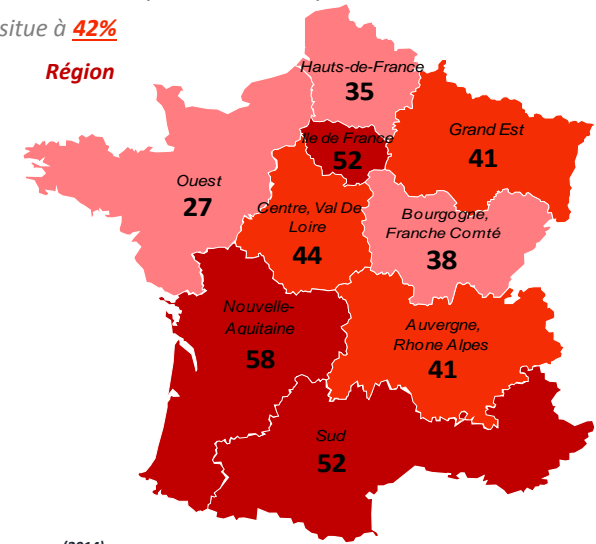 situe à 42%
Région
Hauts-de-France
35
Ile de France
52
Grand Est
41
Ouest
27
Centre, Val De
Loire
44
Bourgogne,
Franche Comté
38
Nouvelle-
Aquitaine
58
Auvergne,
Rhone Alpes
41
Sud
52